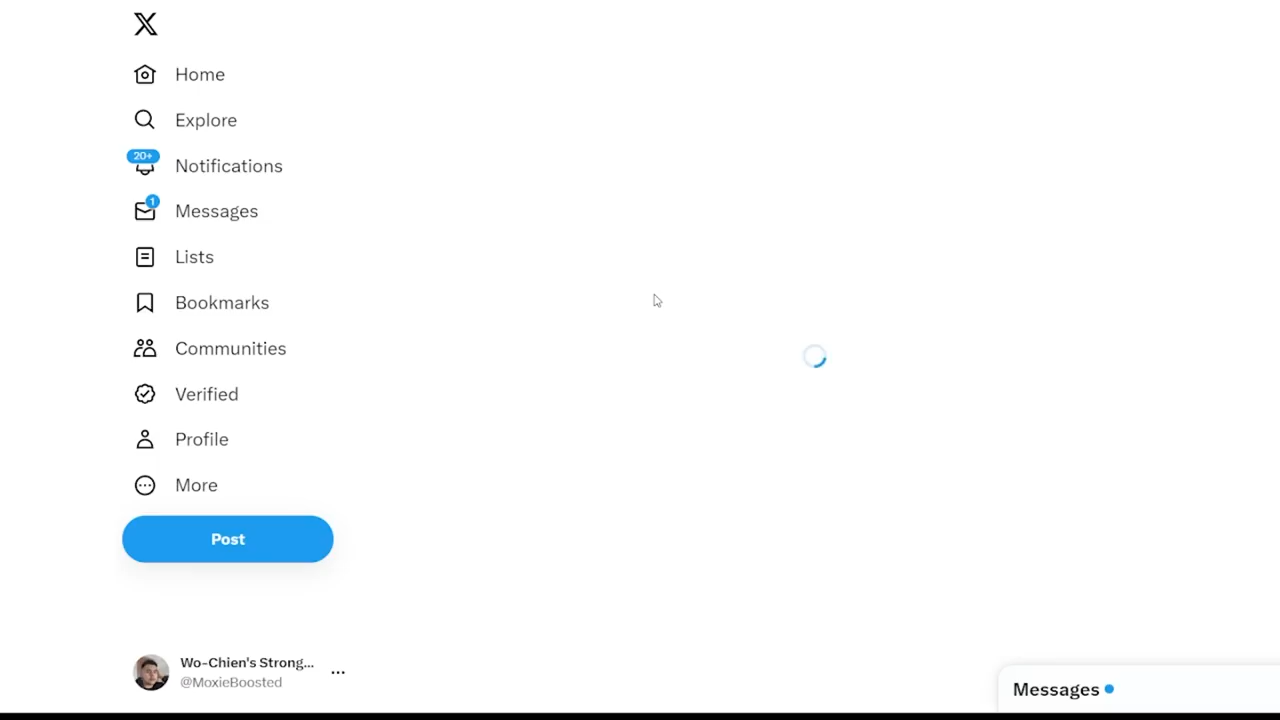 Home
Explore
20+
Notifications
1
Messages
Lists
Bookmarks
Communities
Verified
Profile
More
Post
Wo-Chien's Strong...
@MoxieBoosted
Messages